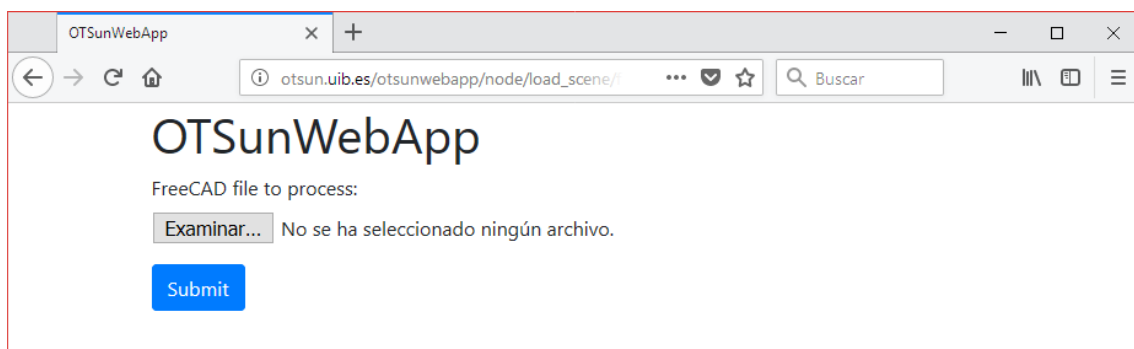 OTSunWebApp
otsun.uib.es/otsunwebapp/node/load_scene/
Buscar
OTSunWebApp
FreeCAD file to process:
Examinar... No se ha seleccionado ningún archivo.
Submit